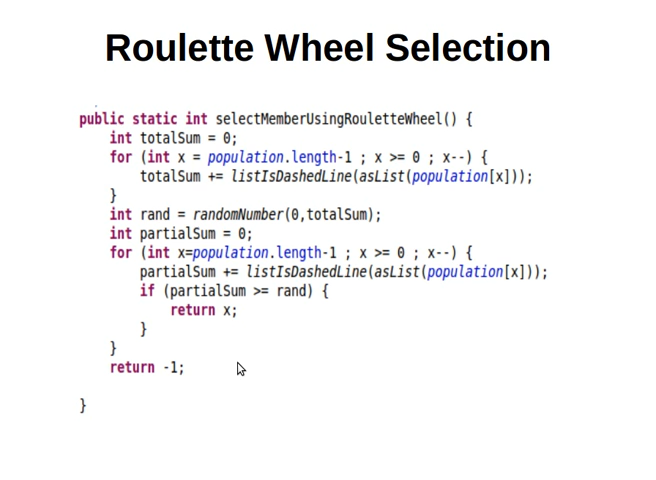 Roulette Wheel Selection
public static int selectMemberUsingRouletteWheel() {
    int totalSum = 0;
    for (int x = population.length-1 ; x >= 0 ; x--) {
        totalSum += listIsDashedLine(asList(population[x]));
    }
    int rand = randomNumber(0,totalSum);
    int partialSum = 0;
    for (int x=population.length-1 ; x >= 0 ; x--) {
        partialSum += listIsDashedLine(asList(population[x]));
        if (partialSum >= rand) {
            return x;
        }
    }
    return -1;
}